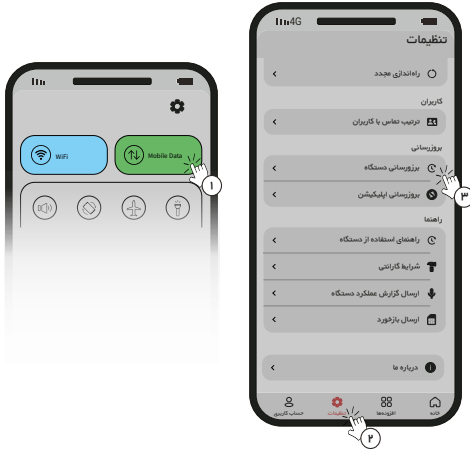 WiFi
Mobile Data
۱
4G
تنظیمات
راه‌اندازی مجدد
کاربران
ترتیب تماس با کاربران
بروزرسانی
بروزرسانی دستگاه
بروزرسانی اپلیکیشن
۳
راهنما
راهنمای استفاده از دستگاه
شرایط گارانتی
ارسال گزارش عملکرد دستگاه
ارسال بازخورد
درباره ما
خانه
افزونه‌ها
تنظیمات
حساب کاربری
۲